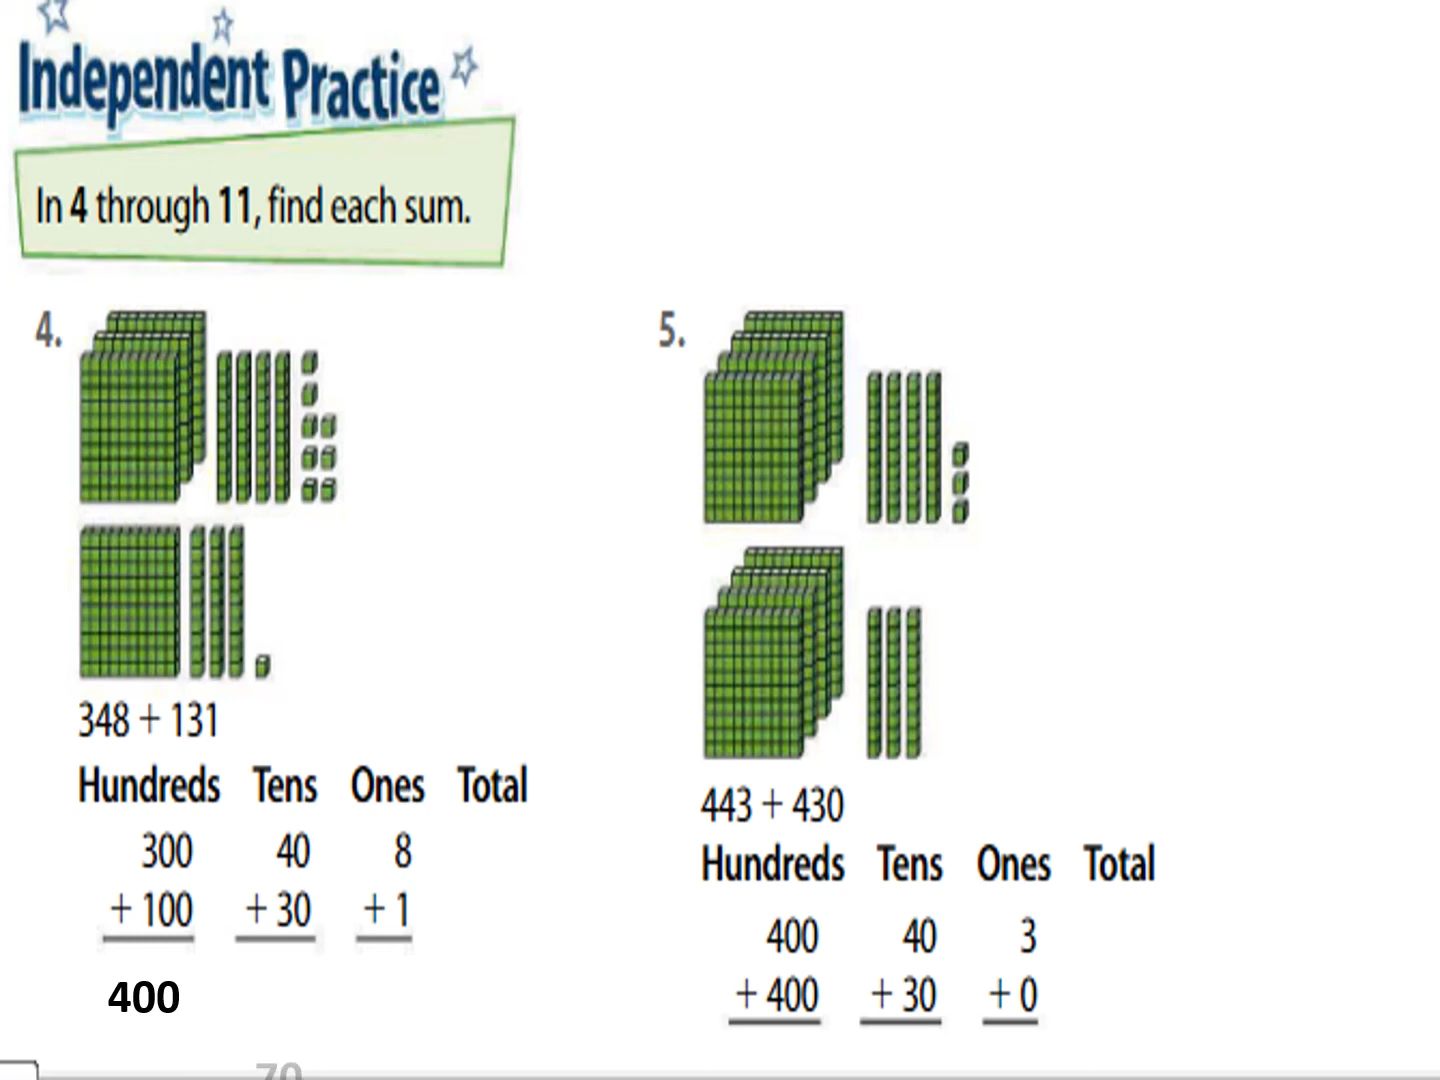 Independent Practice
In 4 through 11, find each sum.
4.
348 + 131
Hundreds Tens Ones Total
300 40 8
+ 100 + 30 + 1
400
70
5.
443 + 430
Hundreds Tens Ones Total
400 40 3
+ 400 + 30 + 0